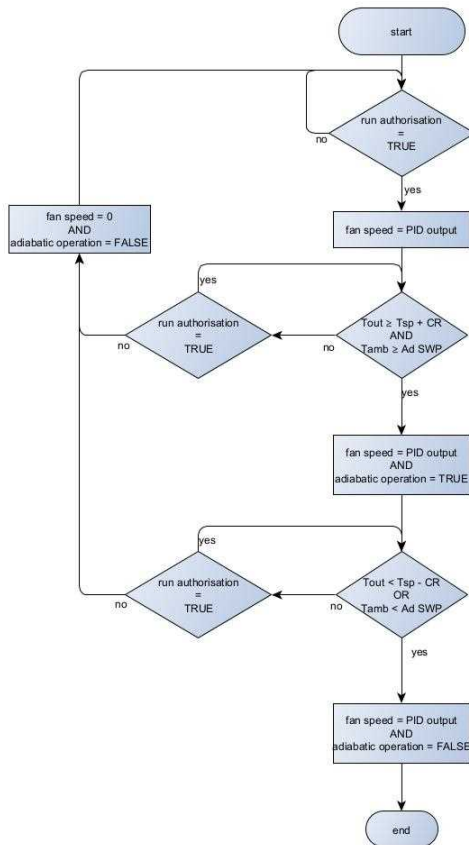 start
run authorisation
=
TRUE
no
yes
fan speed = 0
AND
adiabatic operation = FALSE
fan speed = PID output
yes
run authorisation
=
TRUE
no
Tout ≥ Tsp + CR
AND
Tamb ≥ Ad SWP
no
yes
fan speed = PID output
AND
adiabatic operation = TRUE
yes
run authorisation
=
TRUE
no
Tout < Tsp - CR
OR
Tamb < Ad SWP
no
yes
fan speed = PID output
AND
adiabatic operation = FALSE
end